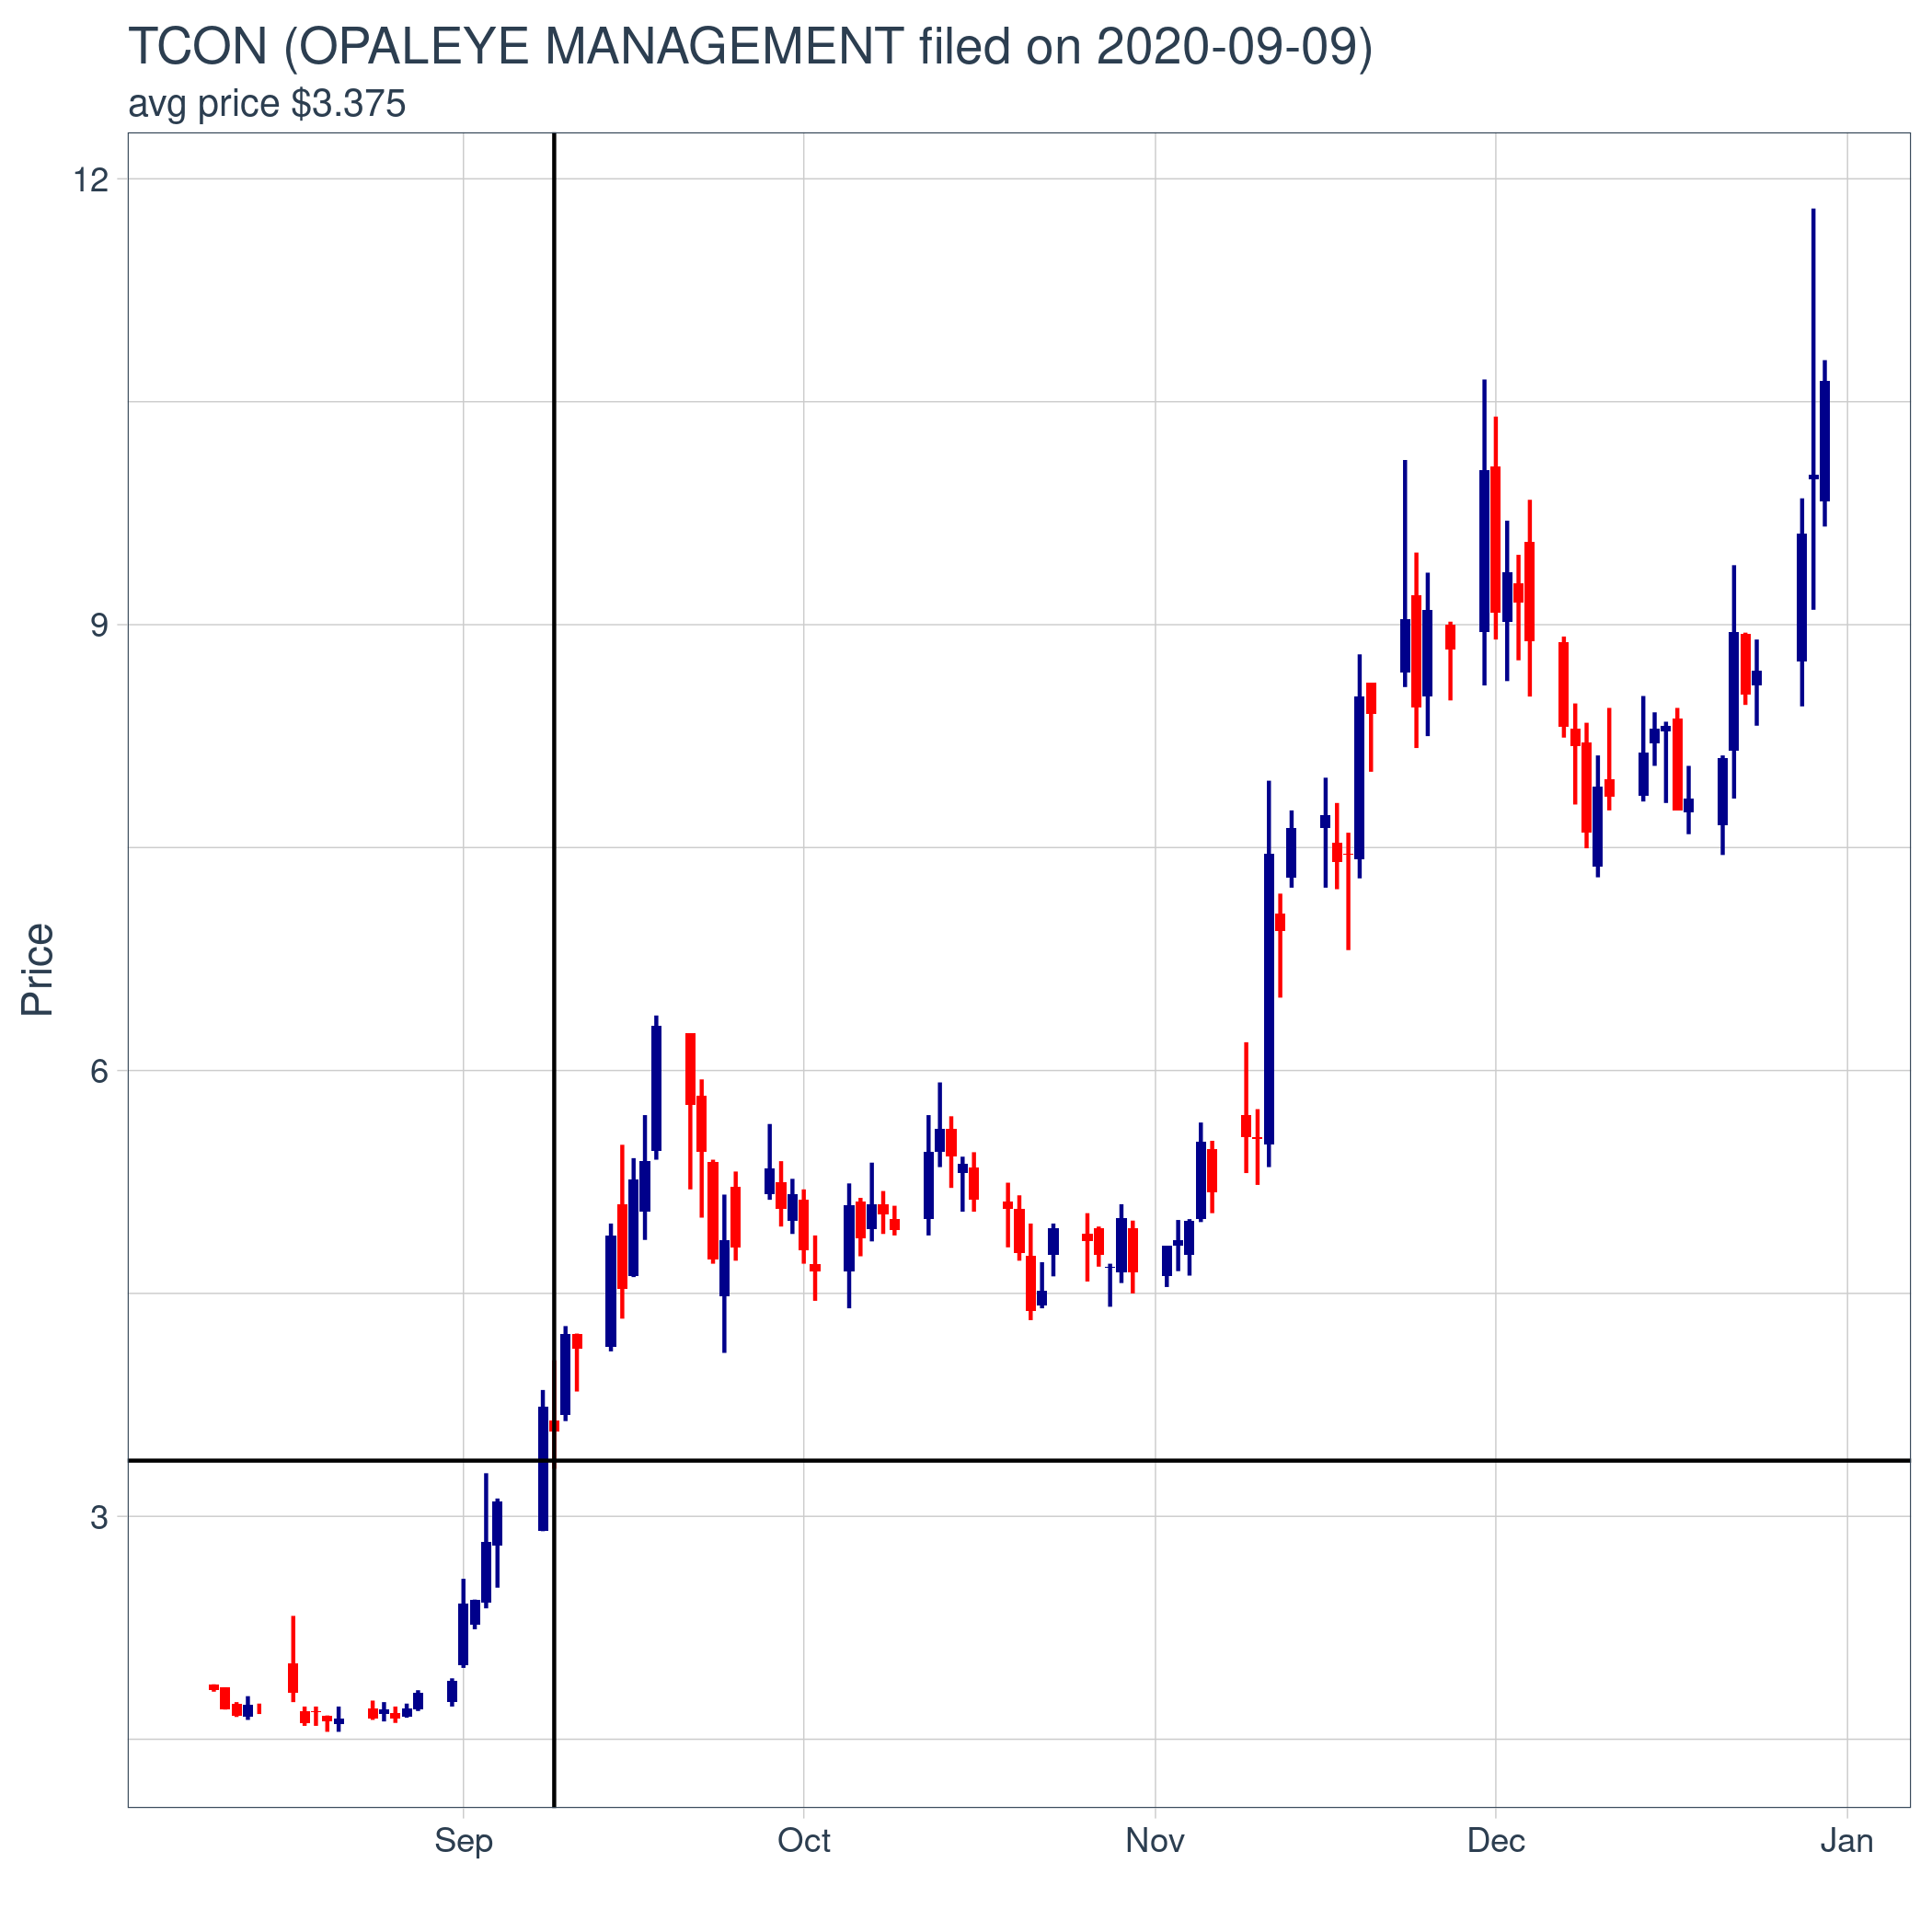 TCON (OPALEYE MANAGEMENT filed on 2020-09-09)
avg price $3.375
12
9
6
3
Price
Sep Oct Nov Dec Jan